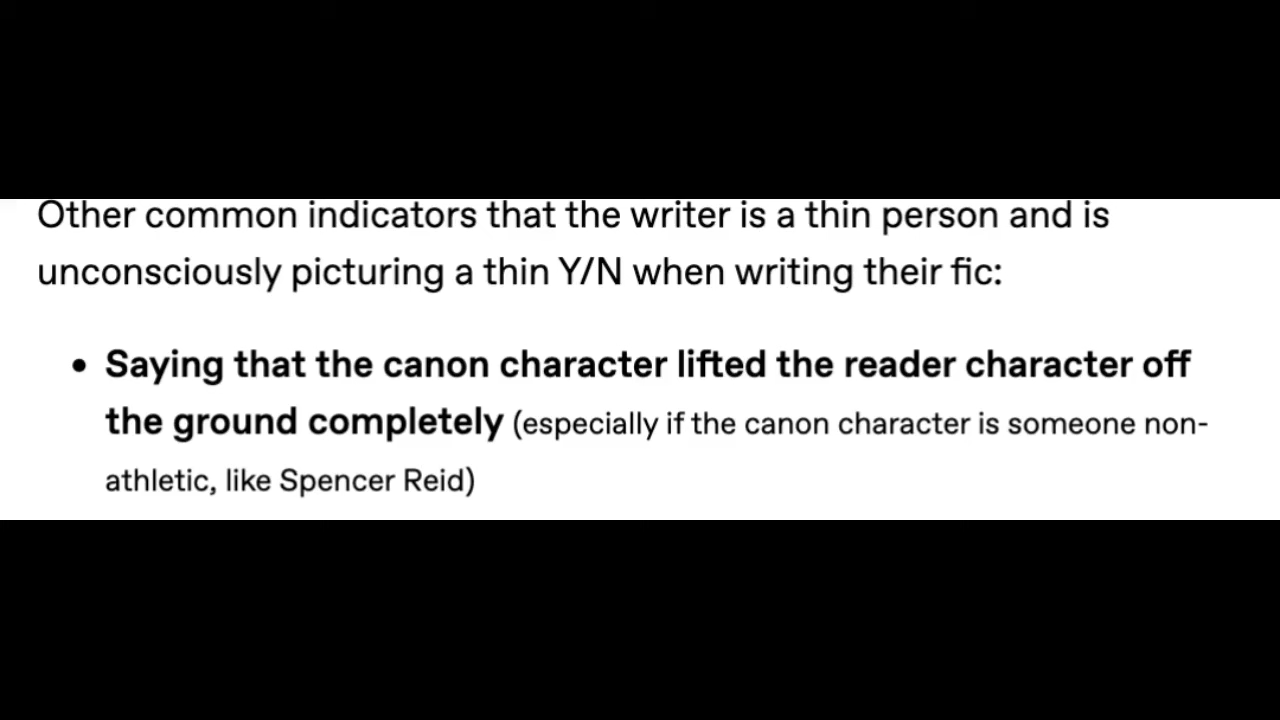 Other common indicators that the writer is a thin person and is
unconsciously picturing a thin Y/N when writing their fic:
• Saying that the canon character lifted the reader character off
the ground completely (especially if the canon character is someone non-
athletic, like Spencer Reid)